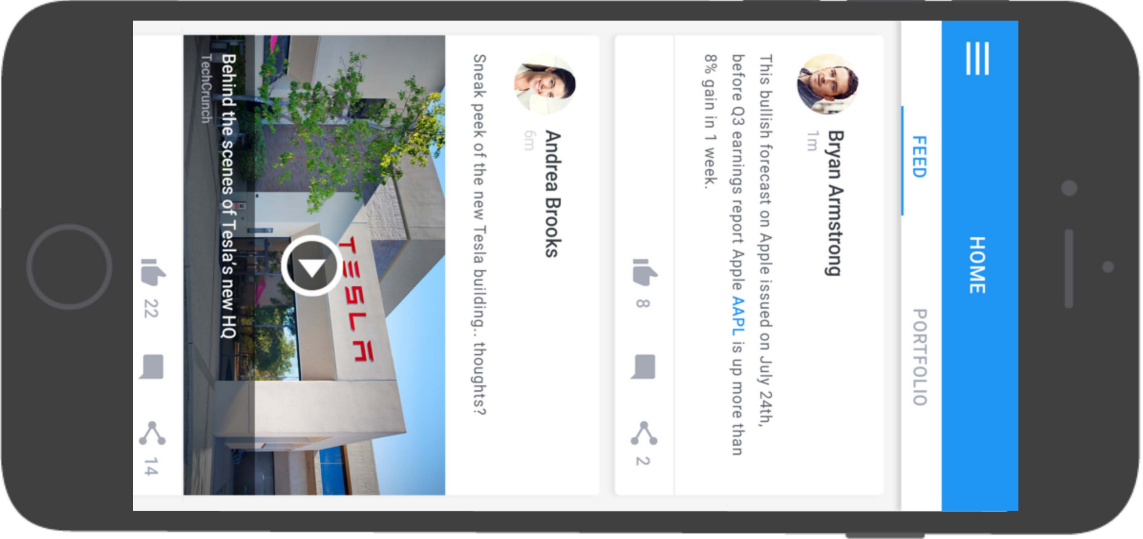 HOME
FEED PORTFOLIO
Bryan Armstrong
1m
This bullish forecast on Apple issued on July 24th,
before Q3 earnings report Apple AAPL is up more than
8% gain in 1 week.
8 2
Andrea Brooks
6m
Sneak peek of the new Tesla building.. thoughts?
TESLA
Behind the scenes of Tesla's new HQ
TechCrunch
22 14